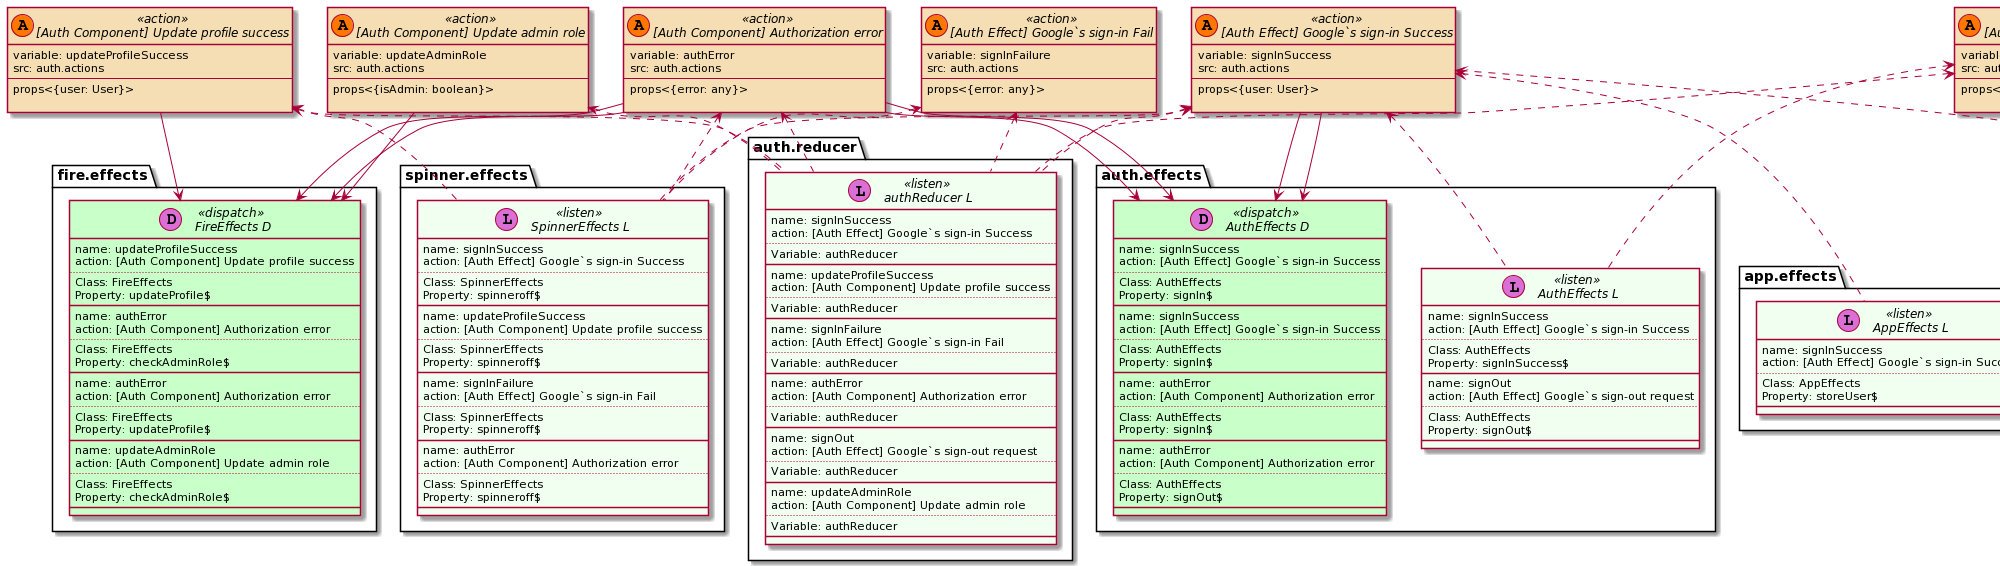 A
«action»
[Auth Component] Update profile success
variable: updateProfileSuccess
src: auth.actions
props<{user: User}>
A
«action»
[Auth Component] Update admin role
variable: updateAdminRole
src: auth.actions
props<{isAdmin: boolean}>
A
«action»
[Auth Component] Authorization error
variable: authError
src: auth.actions
props<{error: any}>
A
«action»
[Auth Effect] Google`s sign-in Fail
variable: signInFailure
src: auth.actions
props<{error: any}>
A
«action»
[Auth Effect] Google`s sign-in Success
variable: signInSuccess
src: auth.actions
props<{user: User}>
fire.effects
D
«dispatch»
FireEffects D
name: updateProfileSuccess
action: [Auth Component] Update profile success
Class: FireEffects
Property: updateProfile$
name: authError
action: [Auth Component] Authorization error
Class: FireEffects
Property: checkAdminRole$
name: authError
action: [Auth Component] Authorization error
Class: FireEffects
Property: updateProfile$
name: updateAdminRole
action: [Auth Component] Update admin role
Class: FireEffects
Property: checkAdminRole$
spinner.effects
L
«listen»
SpinnerEffects L
name: signInSuccess
action: [Auth Effect] Google`s sign-in Success
Class: SpinnerEffects
Property: spinneroff$
name: updateProfileSuccess
action: [Auth Component] Update profile success
Class: SpinnerEffects
Property: spinneroff$
name: signInFailure
action: [Auth Effect] Google`s sign-in Fail
Class: SpinnerEffects
Property: spinneroff$
name: authError
action: [Auth Component] Authorization error
Class: SpinnerEffects
Property: spinneroff$
auth.reducer
L
«listen»
authReducer L
name: signInSuccess
action: [Auth Effect] Google`s sign-in Success
Variable: authReducer
name: updateProfileSuccess
action: [Auth Component] Update profile success
Variable: authReducer
name: signInFailure
action: [Auth Effect] Google`s sign-in Fail
Variable: authReducer
name: authError
action: [Auth Component] Authorization error
Variable: authReducer
name: signOut
action: [Auth Effect] Google`s sign-out request
Variable: authReducer
name: updateAdminRole
action: [Auth Component] Update admin role
Variable: authReducer
auth.effects
D
«dispatch»
AuthEffects D
name: signInSuccess
action: [Auth Effect] Google`s sign-in Success
Class: AuthEffects
Property: signIn$
name: signInSuccess
action: [Auth Effect] Google`s sign-in Success
Class: AuthEffects
Property: signIn$
name: authError
action: [Auth Component] Authorization error
Class: AuthEffects
Property: signIn$
name: authError
action: [Auth Component] Authorization error
Class: AuthEffects
Property: signOut$
L
«listen»
AuthEffects L
name: signInSuccess
action: [Auth Effect] Google`s sign-in Success
Class: AuthEffects
Property: signInSuccess$
name: signOut
action: [Auth Effect] Google`s sign-out request
Class: AuthEffects
Property: signOut$
app.effects
L
«listen»
AppEffects L
name: signInSuccess
action: [Auth Effect] Google`s sign-in
Class: AppEffects
Property: storeUser$